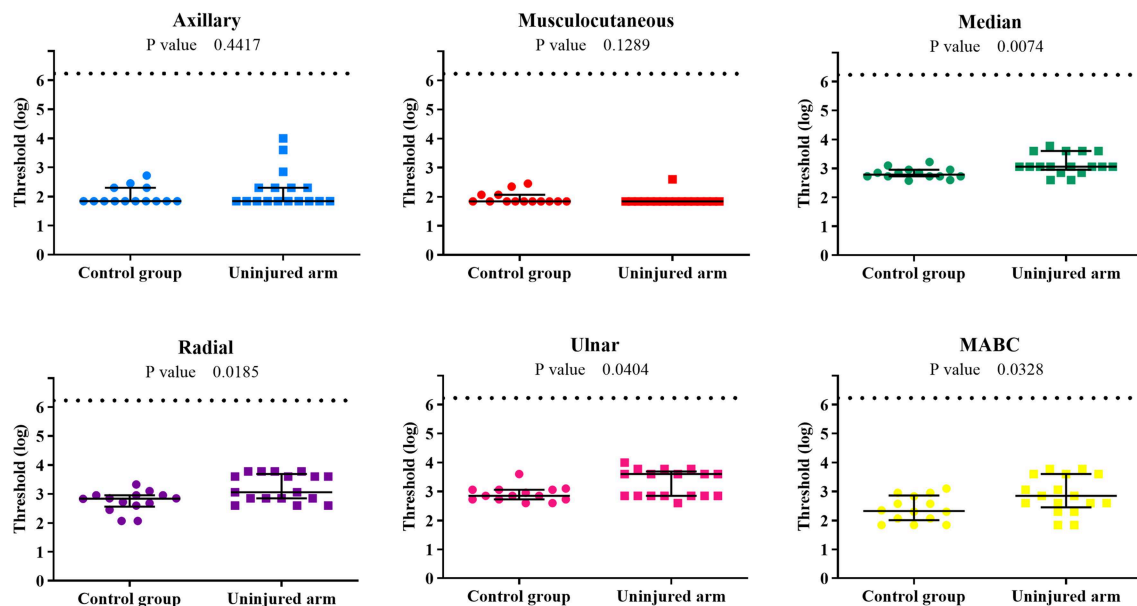 Axillary
P value 0.4417
Threshold (log)
6
5
4
3
2
1
0
Control group Uninjured arm
Musculocutaneous
P value 0.1289
Threshold (log)
6
5
4
3
2
1
0
Control group Uninjured arm
Median
P value 0.0074
Threshold (log)
6
5
4
3
2
1
0
Control group Uninjured arm
Radial
P value 0.0185
Threshold (log)
6
5
4
3
2
1
0
Control group Uninjured arm
Ulnar
P value 0.0404
Threshold (log)
6
5
4
3
2
1
0
Control group Uninjured arm
MABC
P value 0.0328
Threshold (log)
6
5
4
3
2
1
0
Control group Uninjured arm